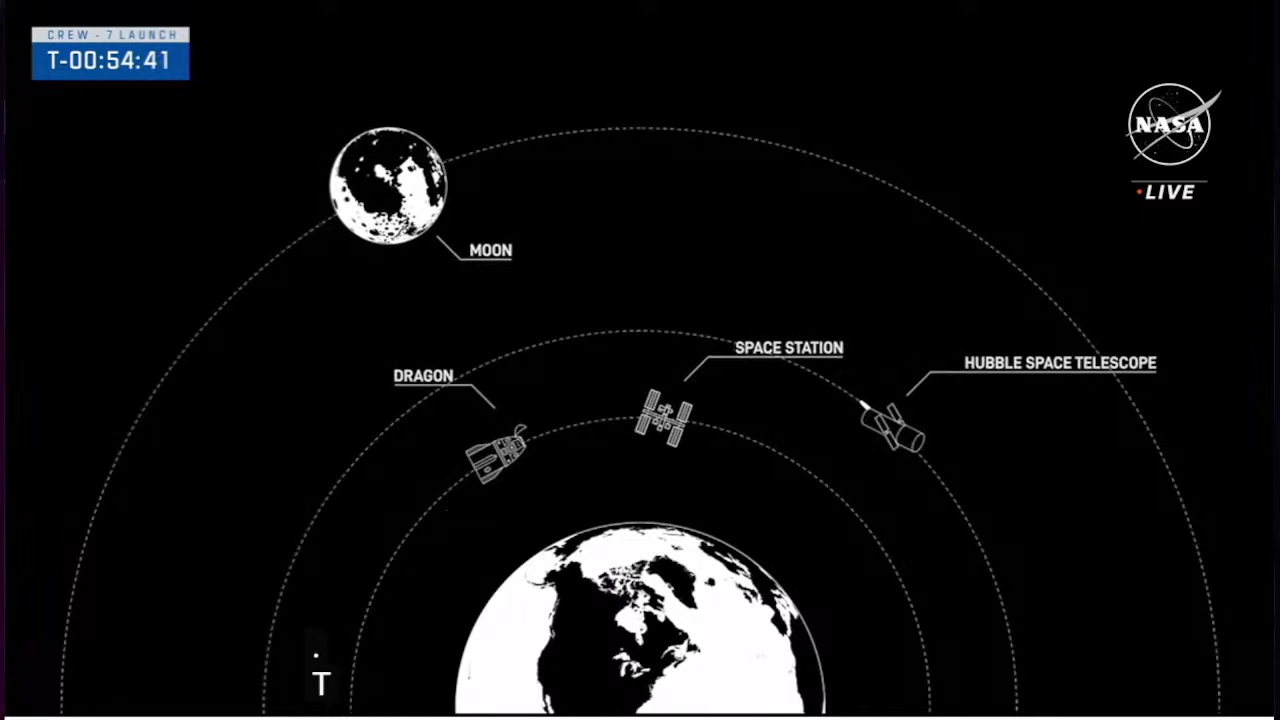 CREW - 7 LAUNCH
T-00:54:41
NASA
LIVE
MOON
SPACE STATION
HUBBLE SPACE TELESCOPE
DRAGON
.
T